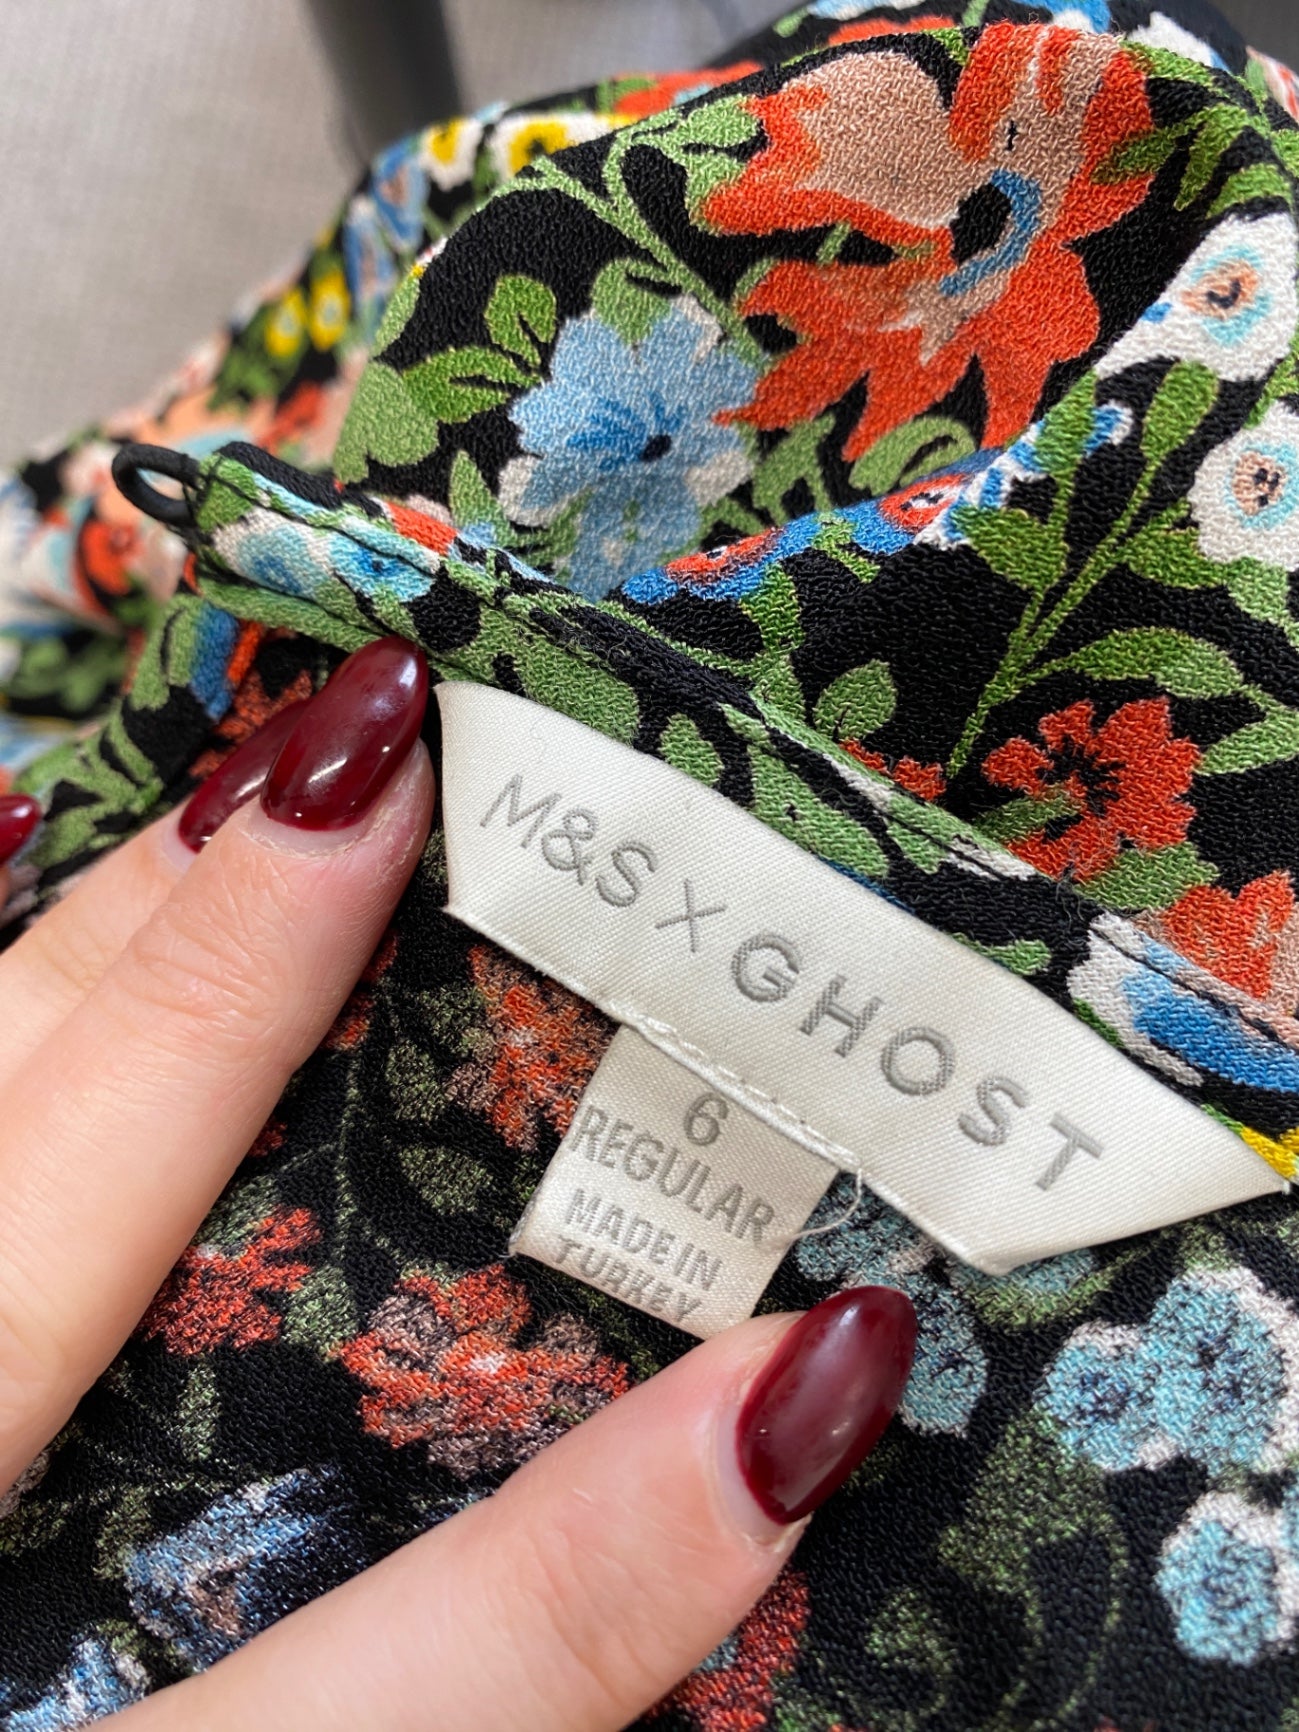 M&S X GHOST
6
REGULAR
MADE IN
TURKEY